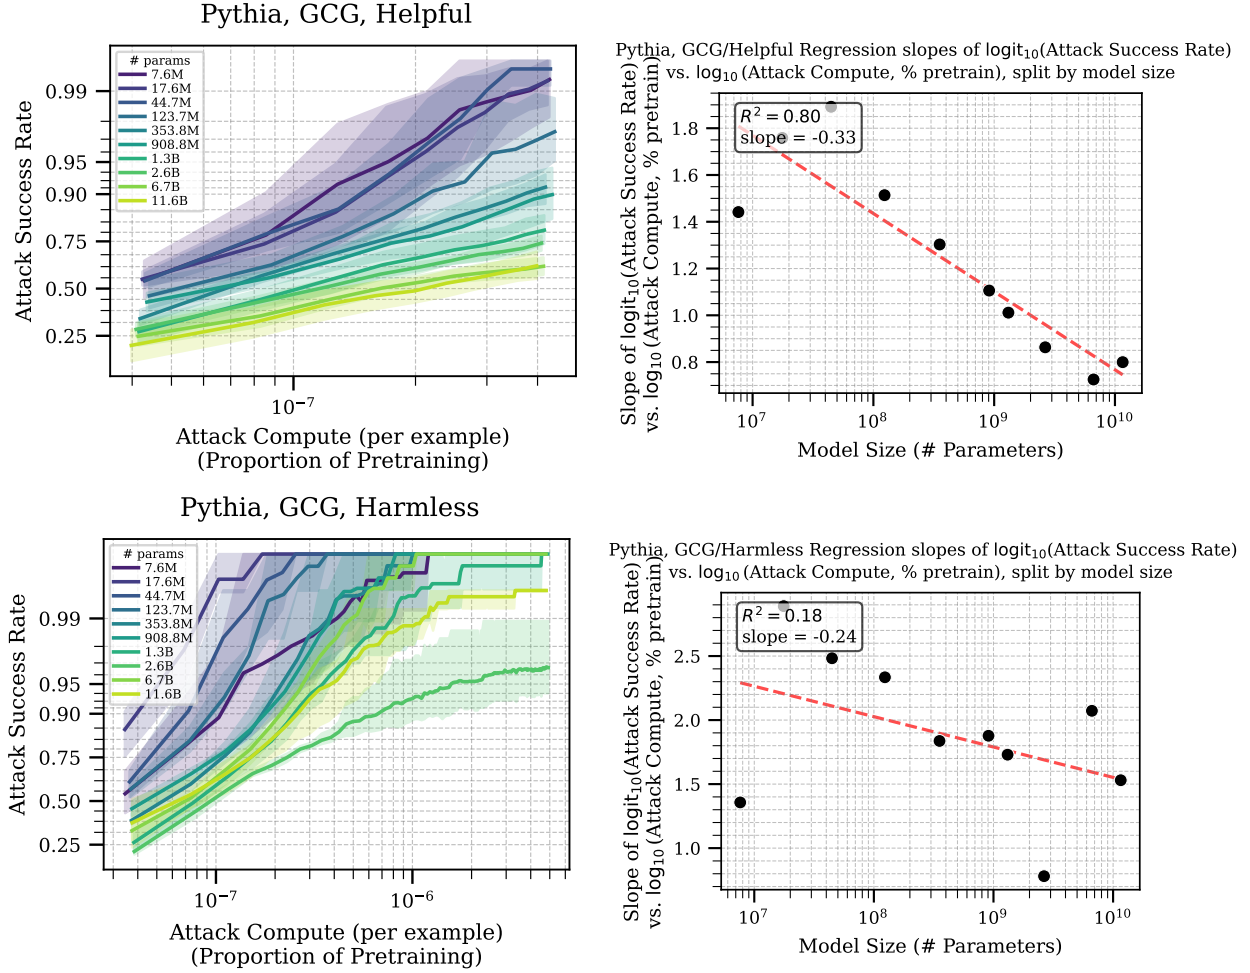 Pythia, GCG, Helpful
# params
7.6M
17.6M
44.7M
123.7M
353.8M
908.8M
1.3B
2.6B
6.7B
11.6B
0.99
0.95
0.90
0.75
0.50
0.25
Attack Success Rate
10⁻⁷
Attack Compute (per example)
(Proportion of Pretraining)
Pythia, GCG/Helpful Regression slopes of logit₁₀(Attack Success Rate)
vs. log₁₀(Attack Compute, % pretrain), split by model size
R² = 0.80
slope = -0.33
1.8
1.6
1.4
1.2
1.0
0.8
Slope of logit₁₀(Attack Success Rate)
vs. log₁₀(Attack Compute, % pretrain)
10⁷ 10⁸ 10⁹ 10¹⁰
Model Size (# Parameters)
Pythia, GCG, Harmless
# params
7.6M
17.6M
44.7M
123.7M
353.8M
908.8M
1.3B
2.6B
6.7B
11.6B
0.99
0.95
0.90
0.75
0.50
0.25
Attack Success Rate
10⁻⁷ 10⁻⁶
Attack Compute (per example)
(Proportion of Pretraining)
Pythia, GCG/Harmless Regression slopes of logit₁₀(Attack Success Rate)
vs. log₁₀(Attack Compute, % pretrain), split by model size
R² = 0.18
slope = -0.24
2.5
2.0
1.5
1.0
Slope of logit₁₀(Attack Success Rate)
vs. log₁₀(Attack Compute, % pretrain)
10⁷ 10⁸ 10⁹ 10¹⁰
Model Size (# Parameters)